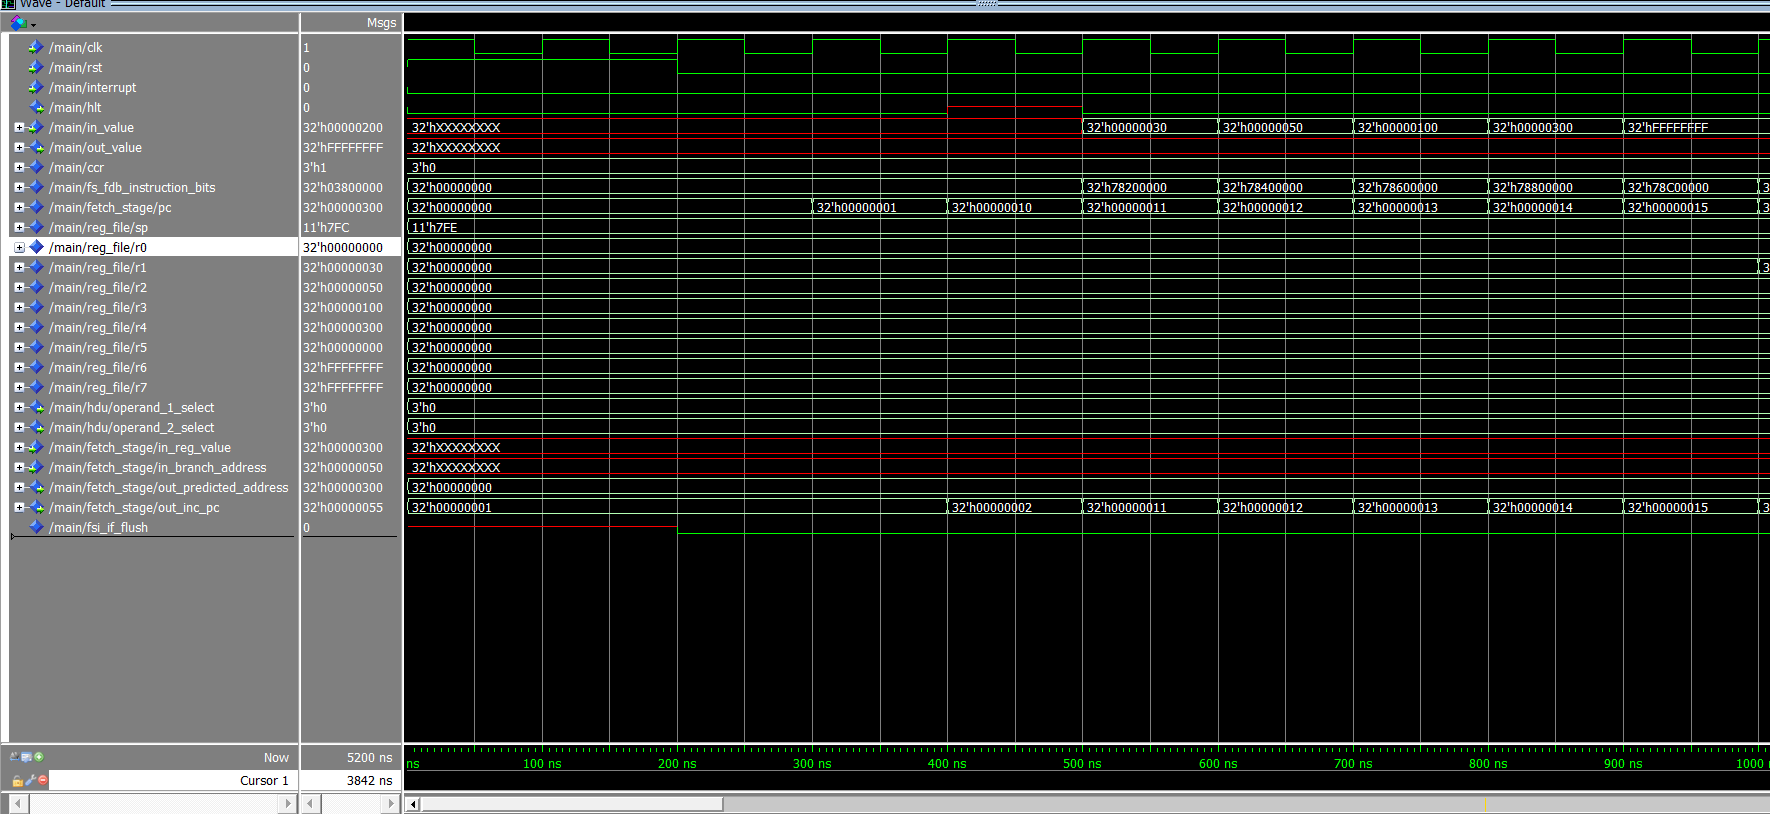 Wave - Default
Msgs
/main/clk 1
/main/rst 0
/main/interrupt 0
/main/hlt 0
/main/in_value 32'h00000200 32'hXXXXXXXX 32'h00000030 32'h00000050 32'h00000100 32'h00000300 32'hFFFFFFFF
/main/out_value 32'hFFFFFFFF 32'hXXXXXXXX
/main/ccr 3'h1 3'h0
/main/fs_fdb_instruction_bits 32'h03800000 32'h00000000 32'h78200000 32'h78400000 32'h78600000 32'h78800000 32'h78C00000 3
/main/fetch_stage/pc 32'h00000300 32'h00000000 32'h00000001 32'h00000010 32'h00000011 32'h00000012 32'h00000013 32'h00000014 32'h00000015 3
/main/reg_file/sp 11'h7FC 11'h7FE
/main/reg_file/r0 32'h00000000 32'h00000000
/main/reg_file/r1 32'h00000030 32'h00000000 3
/main/reg_file/r2 32'h00000050 32'h00000000
/main/reg_file/r3 32'h00000100 32'h00000000
/main/reg_file/r4 32'h00000300 32'h00000000
/main/reg_file/r5 32'h00000000 32'h00000000
/main/reg_file/r6 32'hFFFFFFFF 32'h00000000
/main/reg_file/r7 32'hFFFFFFFF 32'h00000000
/main/hdu/operand_1_select 3'h0 3'h0
/main/hdu/operand_2_select 3'h0 3'h0
/main/fetch_stage/in_reg_value 32'h00000300 32'hXXXXXXXX
/main/fetch_stage/in_branch_address 32'h00000050 32'hXXXXXXXX
/main/fetch_stage/out_predicted_address 32'h00000300 32'h00000000
/main/fetch_stage/out_inc_pc 32'h00000055 32'h00000001 32'h00000002 32'h00000011 32'h00000012 32'h00000013 32'h00000014 32'h00000015 3
/main/fsi_if_flush 0
Now 5200 ns ns 100 ns 200 ns 300 ns 400 ns 500 ns 600 ns 700 ns 800 ns 900 ns 1000
Cursor 1 3842 ns